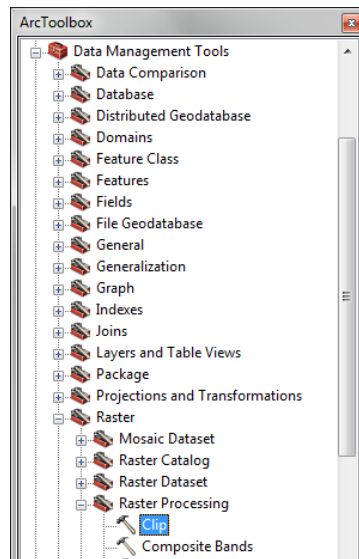 ArcToolbox
Data Management Tools
Data Comparison
Database
Distributed Geodatabase
Domains
Feature Class
Features
Fields
File Geodatabase
General
Generalization
Graph
Indexes
Joins
Layers and Table Views
Package
Projections and Transformations
Raster
Mosaic Dataset
Raster Catalog
Raster Dataset
Raster Processing
Clip
Composite Bands